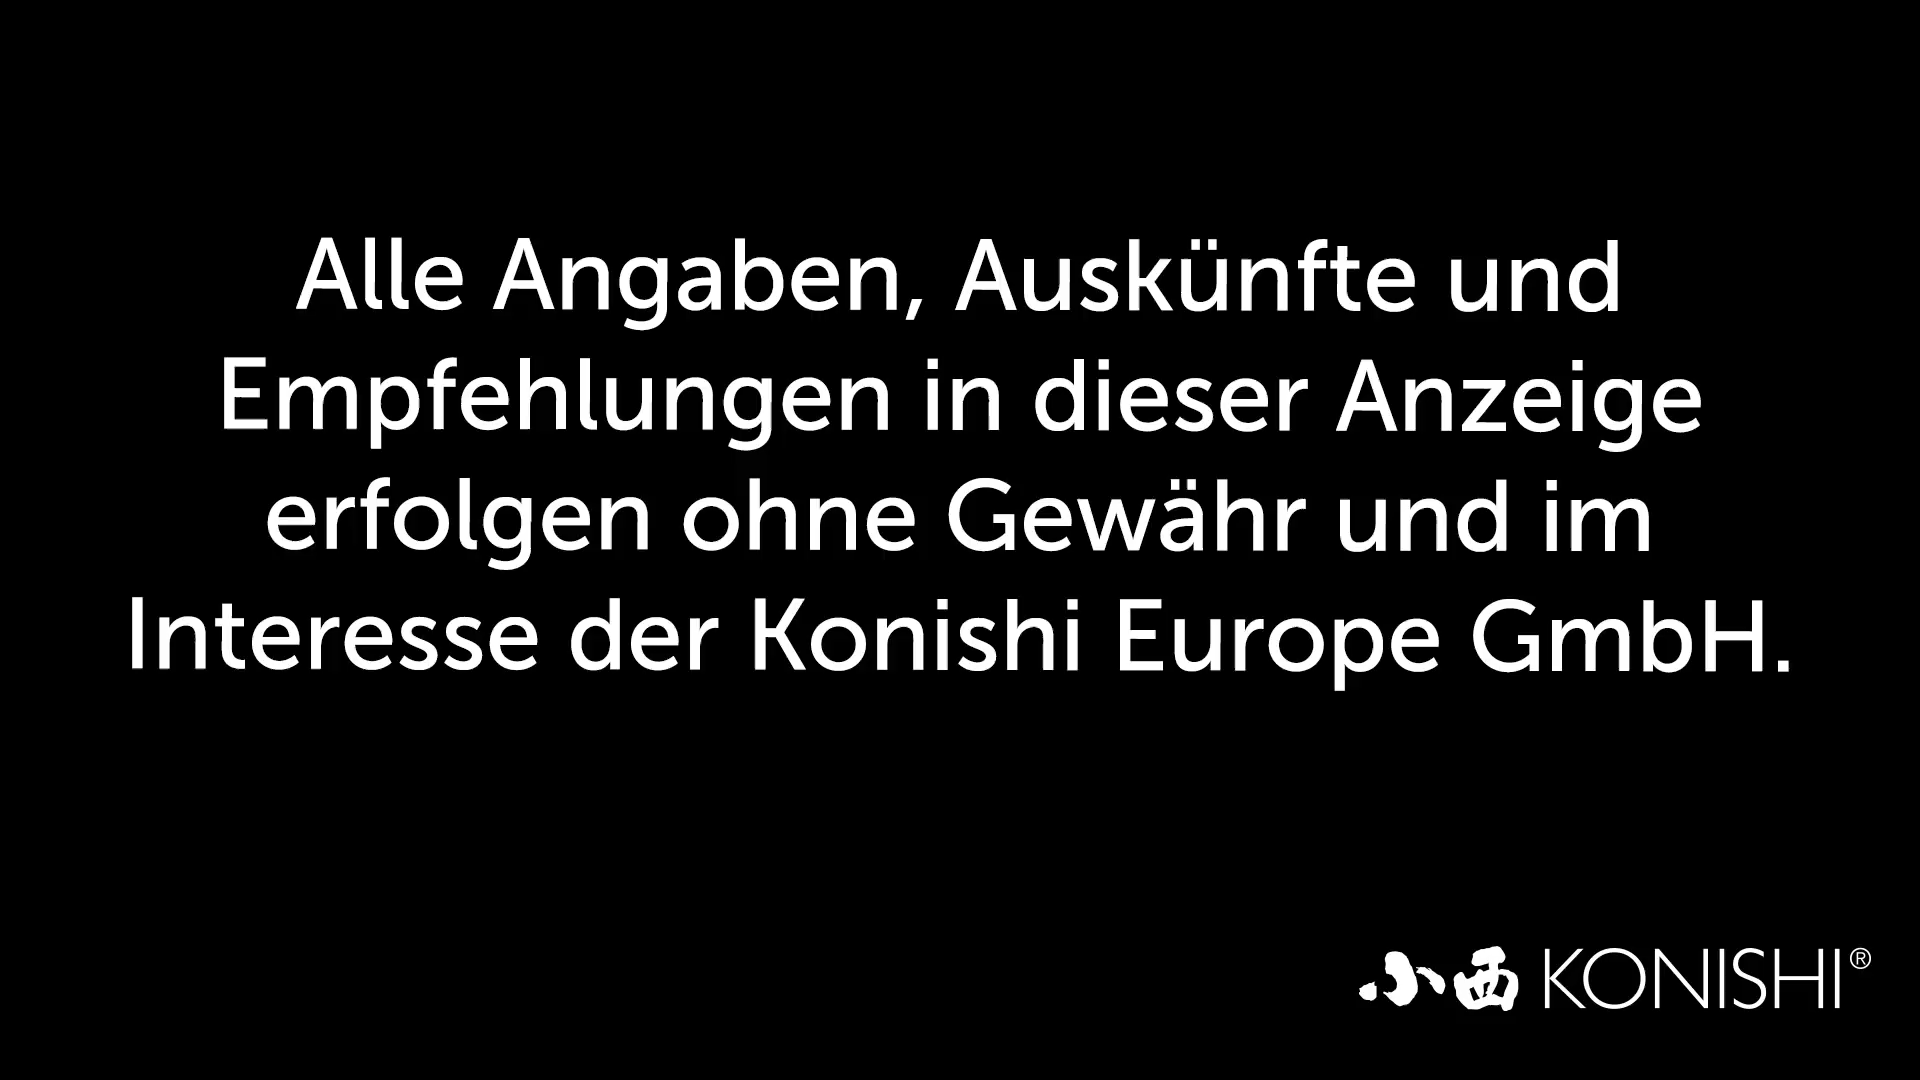 Alle Angaben, Auskünfte und
Empfehlungen in dieser Anzeige
erfolgen ohne Gewähr und im
Interesse der Konishi Europe GmbH.
小西 KONISHI®